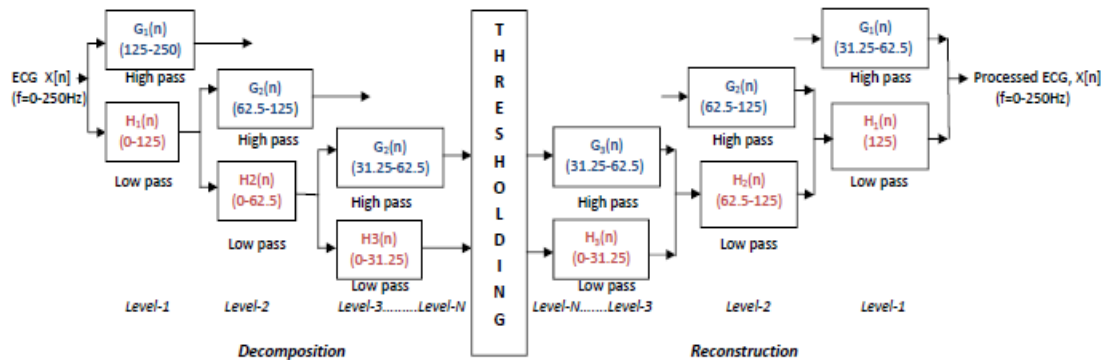 ECG X[n]
(f=0-250Hz)
G₁(n)
(125-250)
High pass
H₁(n)
(0-125)
Low pass
G₂(n)
(62.5-125)
High pass
H2(n)
(0-62.5)
Low pass
G₂(n)
(31.25-62.5)
High pass
H3(n)
(0-31.25)
Low pass
Level-1
Level-2
Level-3.........Level-N
Decomposition
T
H
R
E
S
H
O
L
D
I
N
G
G₃(n)
(31.25-62.5)
High pass
H₃(n)
(0-31.25)
Low pass
G₂(n)
(62.5-125)
High pass
H₂(n)
(62.5-125)
Low pass
G₁(n)
(31.25-62.5)
High pass
H₁(n)
(125)
Low pass
Processed ECG, X[n]
(f=0-250Hz)
Level-N.......Level-3
Level-2
Level-1
Reconstruction